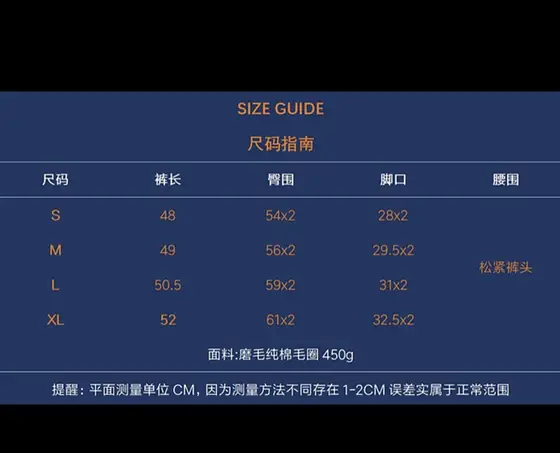 SIZE GUIDE
尺码指南
尺码 裤长 臀围 脚口 腰围
S 48 54x2 28x2
M 49 56x2 29.5x2
松紧裤头
L 50.5 59x2 31x2
XL 52 61x2 32.5x2
面料:磨毛纯棉毛圈 450g
提醒: 平面测量单位 CM, 因为测量方法不同存在 1-2CM 误差实属于正常范围